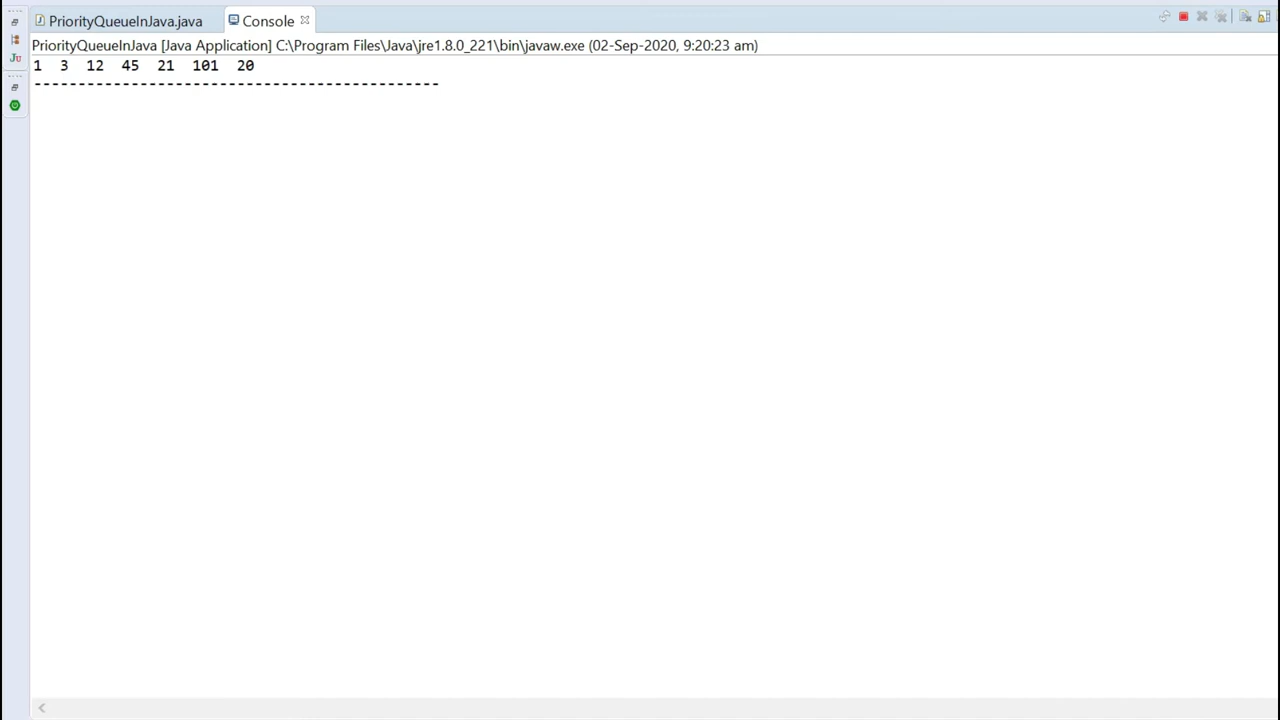 PriorityQueueInJava.java Console
PriorityQueueInJava [Java Application] C:\Program Files\Java\jre1.8.0_221\bin\javaw.exe (02-Sep-2020, 9:20:23 am)
1 3 12 45 21 101 20
----------------------------------------------